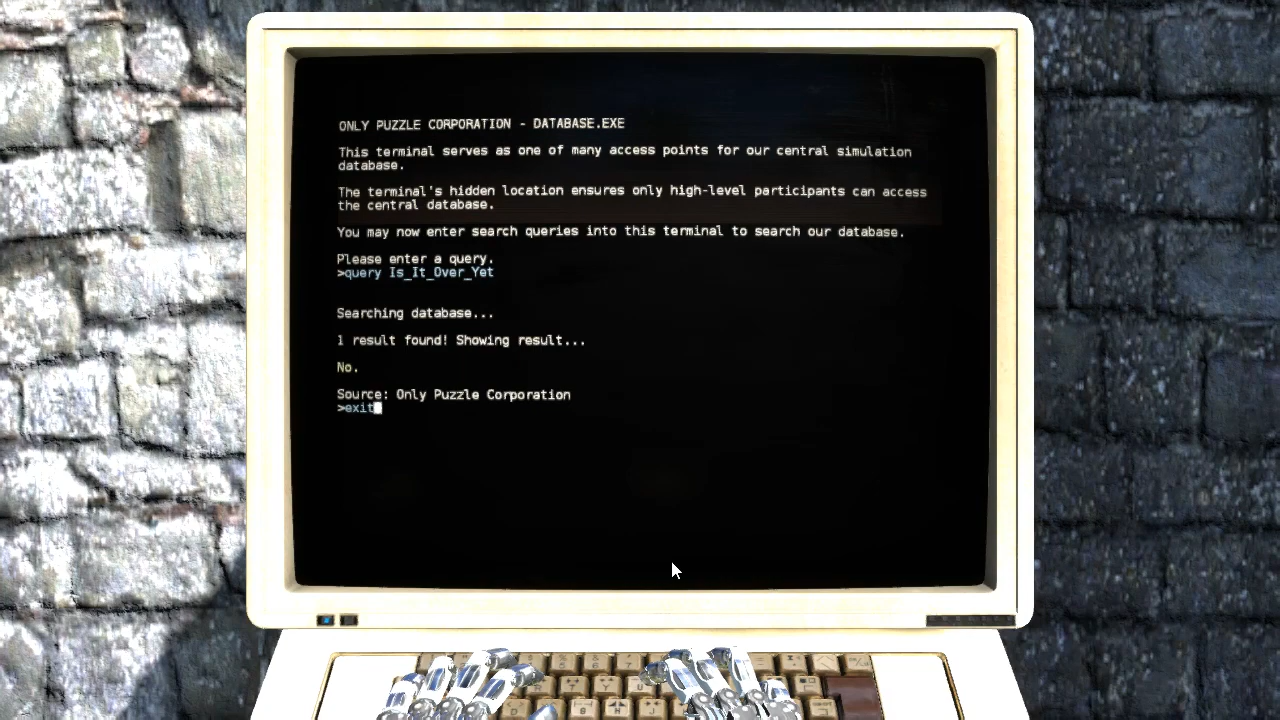 ONLY PUZZLE CORPORATION - DATABASE.EXE
This terminal serves as one of many access points for our central simulation
database.
The terminal's hidden location ensures only high-level participants can access
the central database.
You may now enter search queries into this terminal to search our database.
Please enter a query.
>query Is_It_Over_Yet
Searching database...
1 result found! Showing result...
No.
Source: Only Puzzle Corporation
>exit